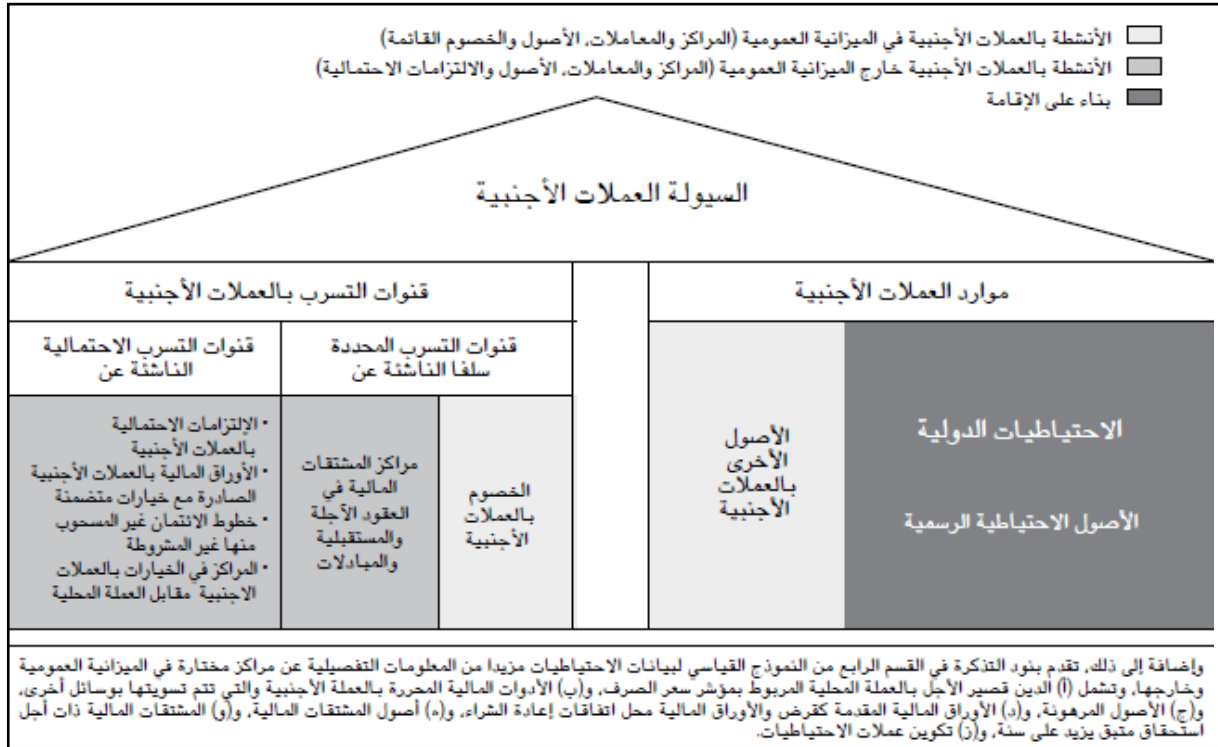 الأنشطة بالعملات الأجنبية في الميزانية العمومية (المراكز والمعاملات، الأصول والخصوم القائمة)
الأنشطة بالعملات الأجنبية خارج الميزانية العمومية (المراكز والمعاملات، الأصول والالتزامات الاحتمالية)
بناء على الإقامة
السيولة العملات الأجنبية
موارد العملات الأجنبية
الاحتياطيات الدولية
الأصول الاحتياطية الرسمية
الأصول
الأخرى
بالعملات
الأجنبية
قنوات التسرب بالعملات الأجنبية
قنوات التسرب المحددة
سلفا الناشئة عن
الخصوم
بالعملات
الأجنبية
مراكز المشتقات
المالية في
العقود الآجلة
والمستقبلية
والمبادلات
قنوات التسرب الاحتمالية
الناشئة عن
• الإلتزامات الاحتمالية
بالعملات الأجنبية
• الأوراق المالية بالعملات الأجنبية
الصادرة مع خيارات متضمنة
• خطوط الائتمان غير المسحوب
منها غير المشروطة
• المراكز في الخيارات بالعملات
الاجنبية مقابل العملة المحلية
وإضافة إلى ذلك، تقدم بنود التذكرة في القسم الرابع من النموذج القياسي لبيانات الاحتياطيات مزيدا من المعلومات التفصيلية عن مراكز مختارة في الميزانية العمومية
وخارجها، وتشمل (أ) الدين قصير الأجل بالعملة المحلية المربوط بمؤشر سعر الصرف، و(ب) الأدوات المالية المحررة بالعملة الأجنبية والتي تتم تسويتها بوسائل أخرى،
و(ج) الأصول المرهونة، و(د) الأوراق المالية المقدمة كقرض والأوراق المالية محل اتفاقات إعادة الشراء، و(ه) أصول المشتقات المالية، و(و) المشتقات المالية ذات أجل
استحقاق متبق يزيد على سنة، و(ز) تكوين عملات الاحتياطيات.